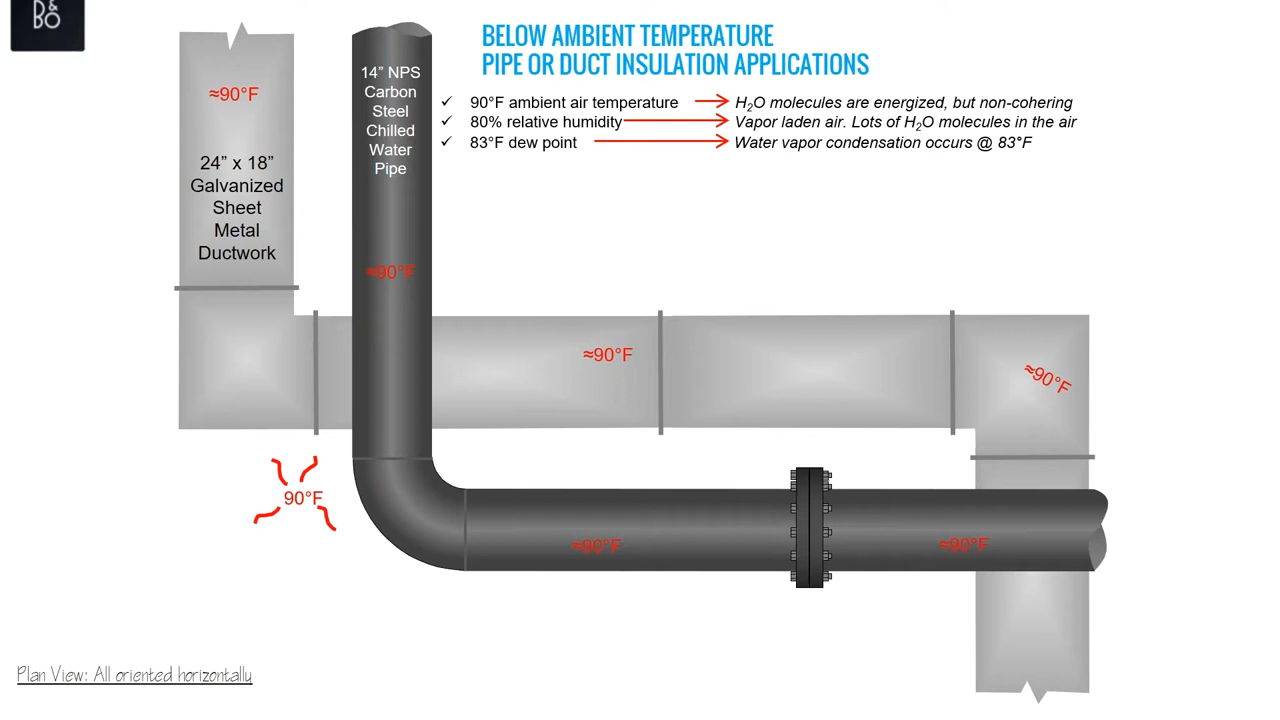 B&BO
BELOW AMBIENT TEMPERATURE
PIPE OR DUCT INSULATION APPLICATIONS
✓ 90°F ambient air temperature → H₂O molecules are energized, but non-cohering
✓ 80% relative humidity → Vapor laden air. Lots of H₂O molecules in the air
✓ 83°F dew point → Water vapor condensation occurs @ 83°F
≈90°F
24” x 18”
Galvanized
Sheet
Metal
Ductwork
14” NPS
Carbon
Steel
Chilled
Water
Pipe
≈90°F
≈90°F
≈90°F
90°F
≈90°F
≈90°F
Plan View: All oriented horizontally